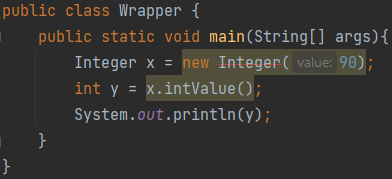 public class Wrapper {
public static void main(String[] args){
Integer x = new Integer( value: 90);
int y = x.intValue();
System.out.println(y);
}
}